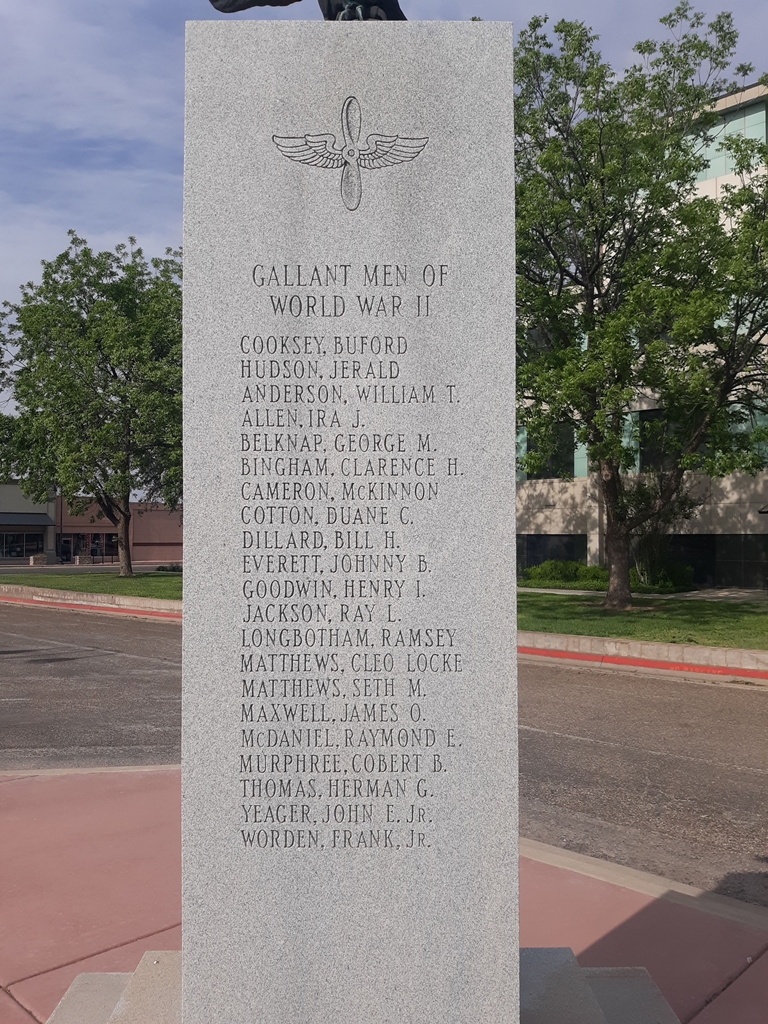 GALLANT MEN OF
WORLD WAR II
COOKSEY, BUFORD
HUDSON, JERALD
ANDERSON, WILLIAM T.
ALLEN, IRA J.
BELKNAP, GEORGE M.
BINGHAM, CLARENCE H.
CAMERON, McKINNON
COTTON, DUANE C.
DILLARD, BILL H.
EVERETT, JOHNNY B.
GOODWIN, HENRY I.
JACKSON, RAY L.
LONGBOTHAM, RAMSEY
MATTHEWS, CLEO LOCKE
MATTHEWS, SETH M.
MAXWELL, JAMES O.
McDANIEL, RAYMOND E.
MURPHREE, COBERT B.
THOMAS, HERMAN G.
YEAGER, JOHN E. JR.
WORDEN, FRANK, JR.